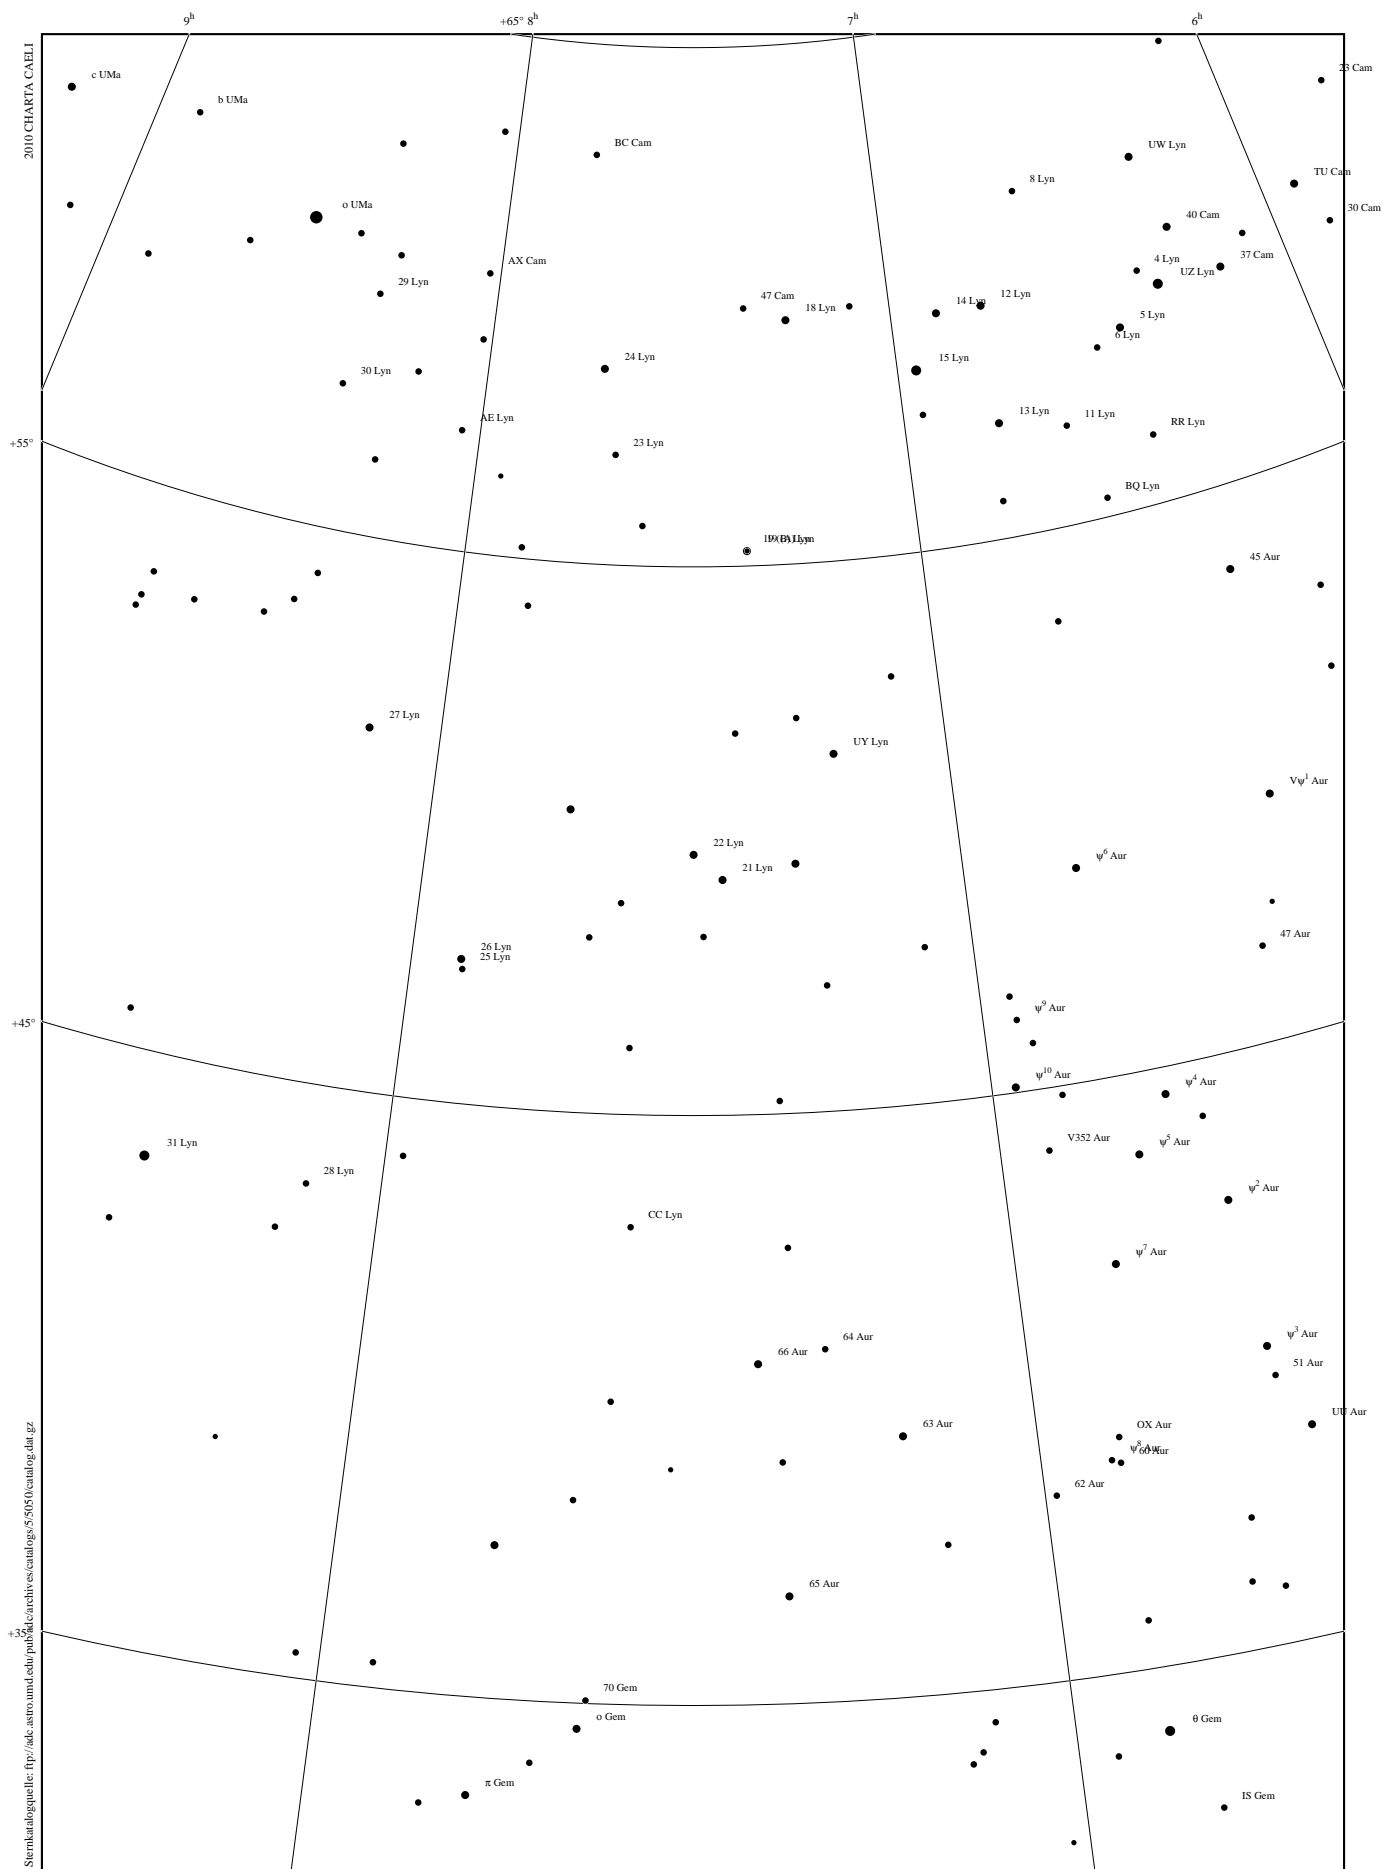 9h
+65° 8h
7h
6h
2010 CHARTA CAELI
c UMa
23 Cam
b UMa
BC Cam
UW Lyn
TU Cam
8 Lyn
o UMa
30 Cam
40 Cam
37 Cam
4 Lyn
AX Cam
UZ Lyn
29 Lyn
47 Cam
18 Lyn
14 Lyn
12 Lyn
5 Lyn
6 Lyn
24 Lyn
15 Lyn
30 Lyn
13 Lyn
11 Lyn
AE Lyn
RR Lyn
+55°
23 Lyn
BQ Lyn
45 Aur
27 Lyn
UY Lyn
Vψ1 Aur
22 Lyn
ψ6 Aur
21 Lyn
47 Aur
26 Lyn
25 Lyn
ψ9 Aur
+45°
ψ10 Aur
ψ4 Aur
31 Lyn
V352 Aur
ψ5 Aur
28 Lyn
ψ2 Aur
CC Lyn
ψ7 Aur
64 Aur
ψ3 Aur
66 Aur
51 Aur
UU Aur
63 Aur
OX Aur
ψ8 Aur
60 Aur
62 Aur
65 Aur
+35°
70 Gem
o Gem
θ Gem
π Gem
IS Gem
Sternkatalogquelle: ftp://adc.astro.umd.edu/pub/adc/archives/catalogs/5/5050/catalog.dat.gz